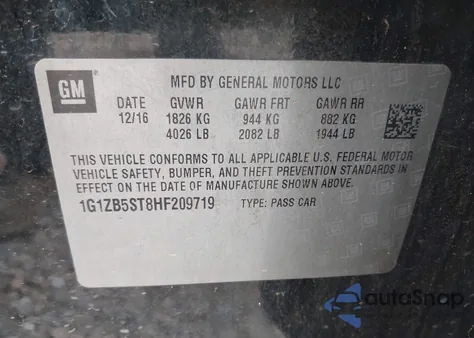 GM
MFD BY GENERAL MOTORS LLC
DATE GVWR GAWR FRT GAWR RR
12/16 1826 KG 944 KG 882 KG
4026 LB 2082 LB 1944 LB
THIS VEHICLE CONFORMS TO ALL APPLICABLE U.S. FEDERAL MOTOR
VEHICLE SAFETY, BUMPER, AND THEFT PREVENTION STANDARDS IN
EFFECT ON THE DATE OF MANUFACTURE SHOWN ABOVE.
1G1ZB5ST8HF209719 TYPE: PASS CAR
autoSnap